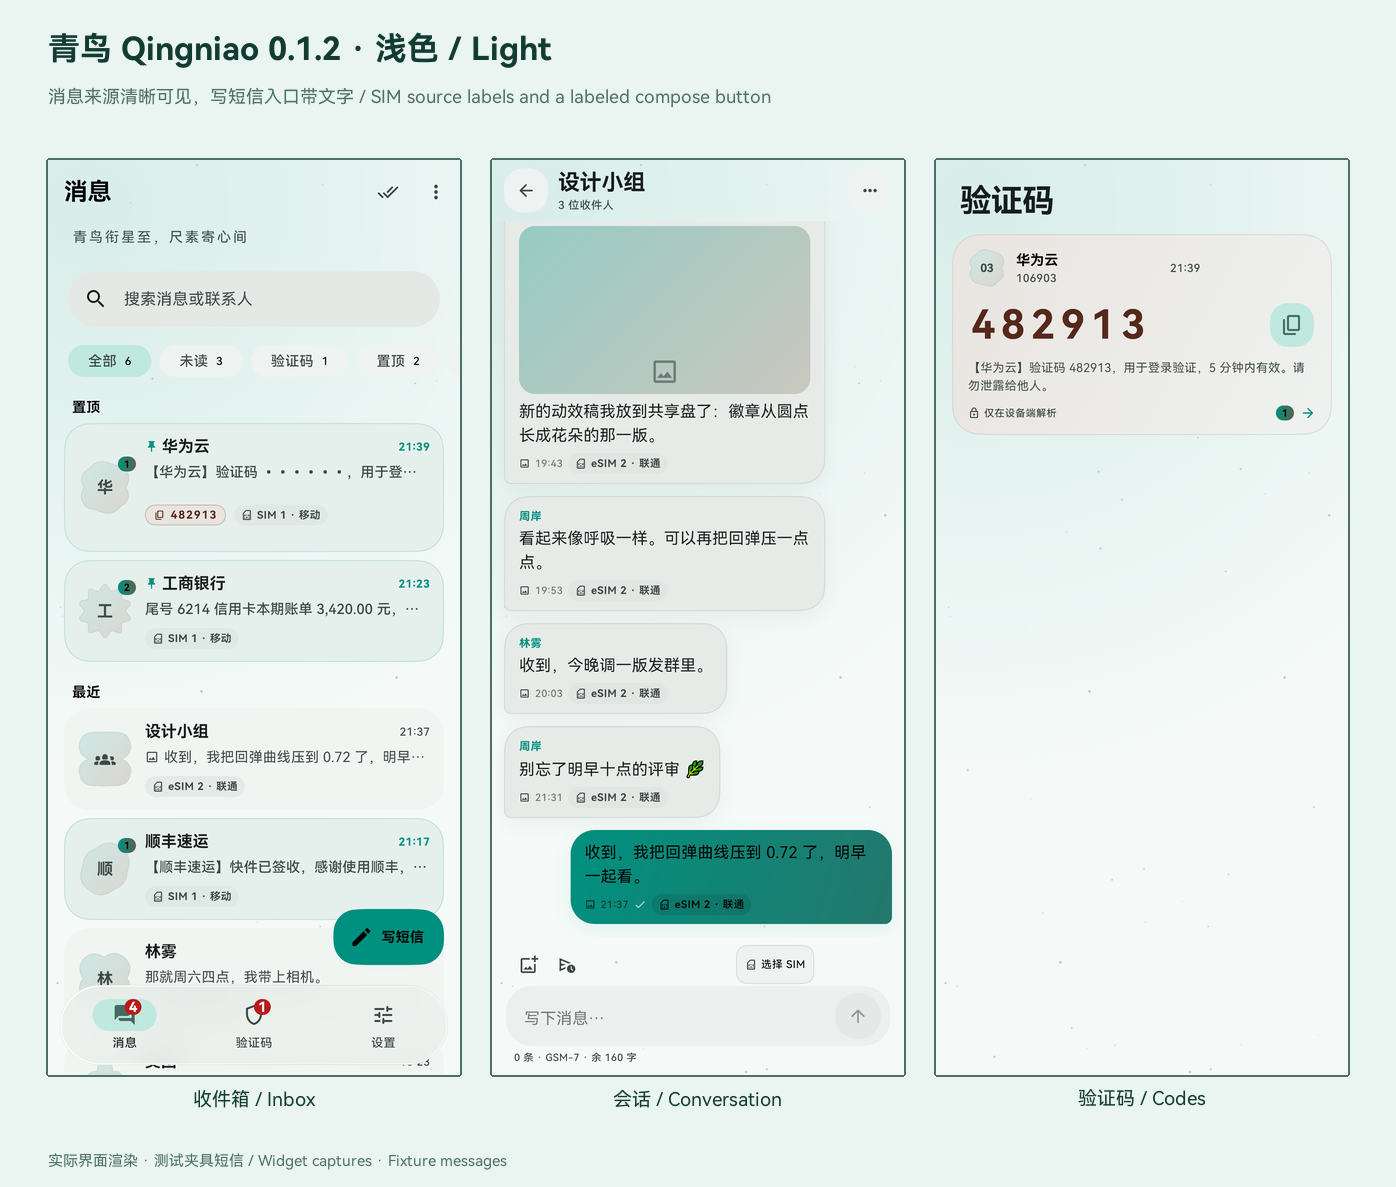 青鸟 Qingniao 0.1.2 · 浅色 / Light
消息来源清晰可见，写短信入口带文字 / SIM source labels and a labeled compose button
消息
青鸟衔星至，尺素寄心间
搜索消息或联系人
全部 6
未读 3
验证码 1
置顶 2
置顶
华
1
华为云
21:39
【华为云】验证码 • • • • • •，用于登…
482913
SIM 1 · 移动
工
2
工商银行
21:23
尾号 6214 信用卡本期账单 3,420.00 元，…
SIM 1 · 移动
最近
设计小组
21:37
收到，我把回弹曲线压到 0.72 了，明早…
eSIM 2 · 联通
顺
1
顺丰速运
21:17
【顺丰速运】快件已签收，感谢使用顺丰，…
SIM 1 · 移动
林
林雾
那就周六四点，我带上相机。
写短信
4
消息
1
验证码
设置
收件箱 / Inbox
设计小组
3 位收件人
新的动效稿我放到共享盘了：徽章从圆点
长成花朵的那一版。
19:43
eSIM 2 · 联通
周岸
看起来像呼吸一样。可以再把回弹压一点
点。
19:53
eSIM 2 · 联通
林雾
收到，今晚调一版发群里。
20:03
eSIM 2 · 联通
周岸
别忘了明早十点的评审
21:31
eSIM 2 · 联通
收到，我把回弹曲线压到 0.72 了，明早
一起看。
21:37
eSIM 2 · 联通
选择 SIM
写下消息…
0 条 · GSM-7 · 余 160 字
会话 / Conversation
验证码
03
华为云
106903
21:39
482913
【华为云】验证码 482913，用于登录验证，5 分钟内有效。请
勿泄露给他人。
仅在设备端解析
1
验证码 / Codes
实际界面渲染 · 测试夹具短信 / Widget captures · Fixture messages